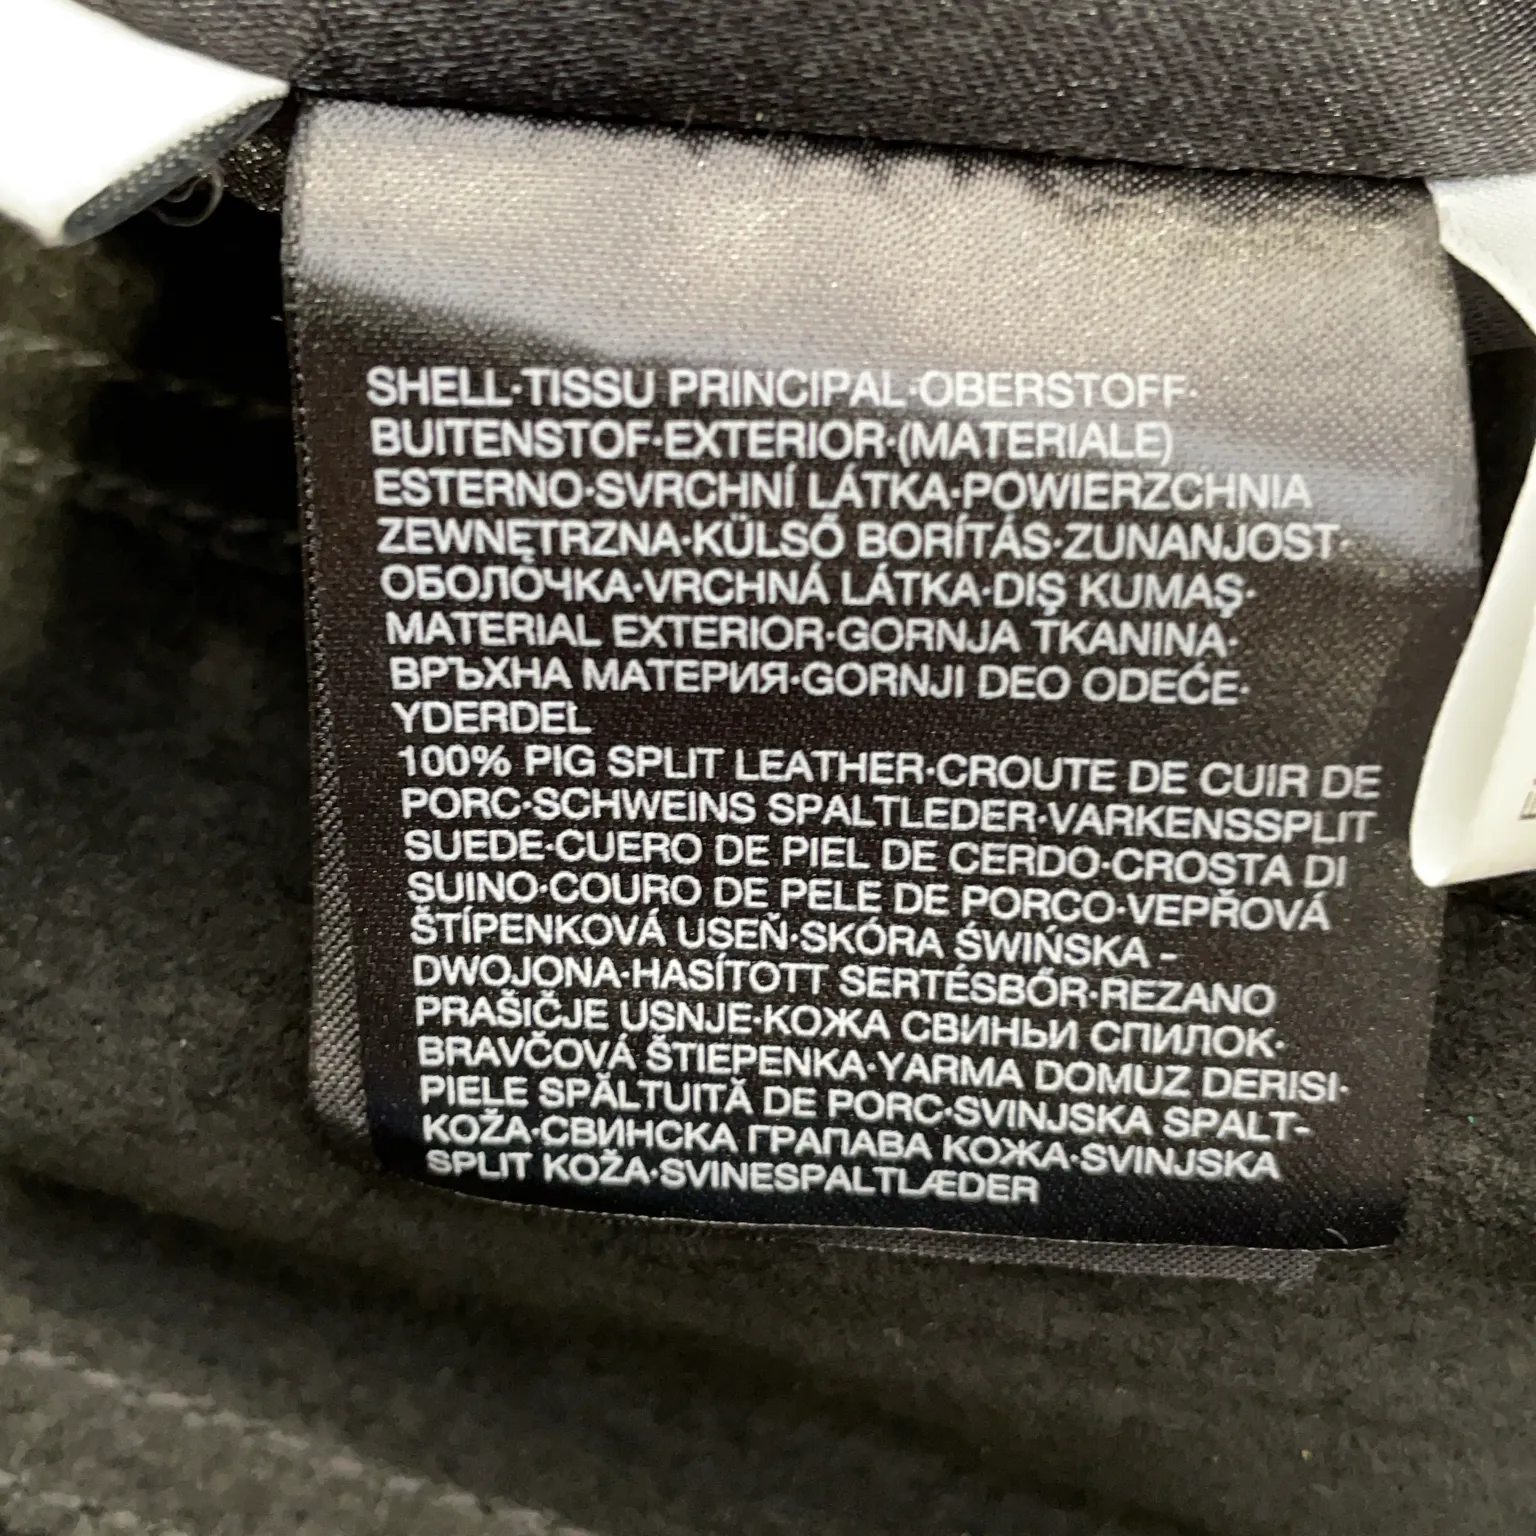 SHELL·TISSU PRINCIPAL·OBERSTOFF·
BUITENSTOF·EXTERIOR·(MATERIALE)
ESTERNO·SVRCHNÍ LÁTKA·POWIERZCHNIA
ZEWNĘTRZNA·KÜLSŐ BORÍTÁS·ZUNANJOST·
ОБОЛО̀ЧКА·VRCHNÁ LÁTKA·DIŞ KUMAŞ·
MATERIAL EXTERIOR·GORNJA TKANINA·
ВРЪХНА МАТЕРИЯ·GORNJI DEO ODEĆE·
YDERDEL
100% PIG SPLIT LEATHER·CROUTE DE CUIR DE
PORC·SCHWEINS SPALTLEDER·VARKENSSPLIT
SUEDE·CUERO DE PIEL DE CERDO·CROSTA DI
SUINO·COURO DE PELE DE PORCO·VEPŘOVÁ
ŠTÍPENKOVÁ USEŇ·SKÓRA ŚWIŃSKA -
DWOJONA·HASÍTOTT SERTÉSBŐR·REZANO
PRAŠIČJE USNJE·КОЖА СВИНЬИ СПИЛОК·
BRAVČOVÁ ŠTIEPENKA·YARMA DOMUZ DERISI·
PIELE SPĂLTUITĂ DE PORC·SVINJSKA SPALT-
KOŽA·СВИНСКА ГРАПАВА КОЖА·SVINJSKA
SPLIT KOŽA·SVINESPALTLÆDER